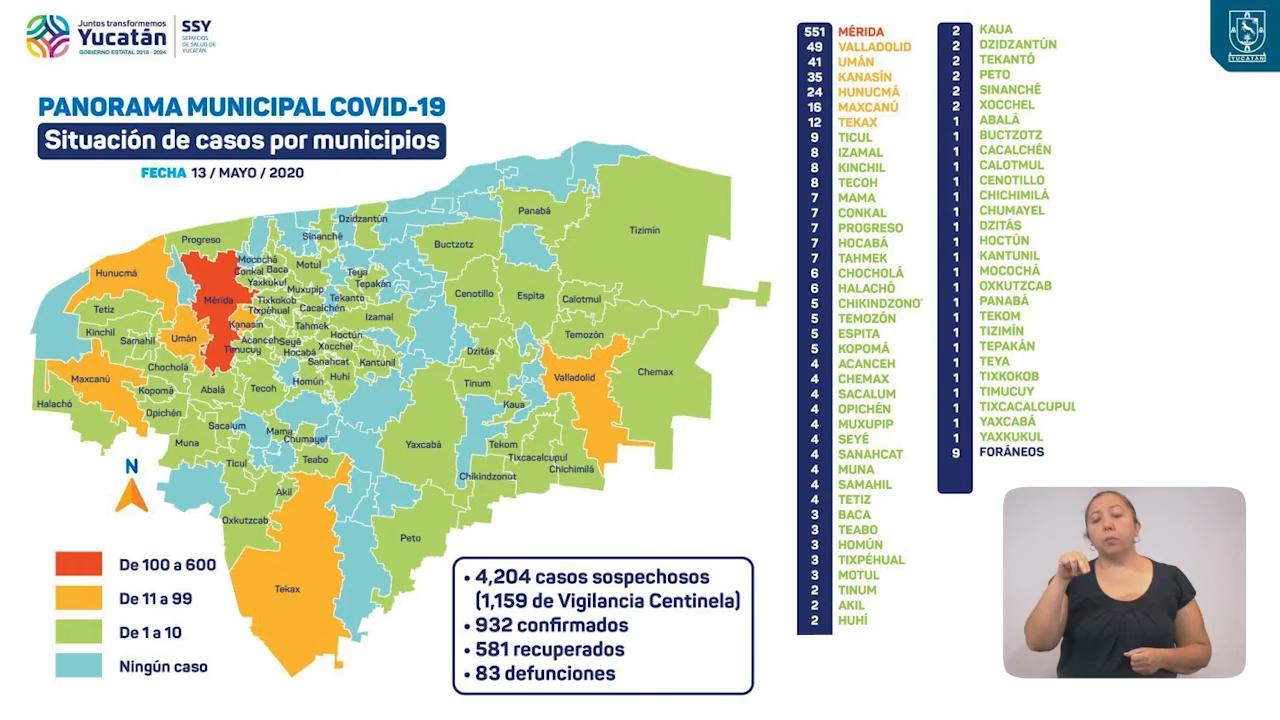 Juntos transformemos
Yucatán
GOBIERNO ESTATAL 2018 - 2024
SSY
SERVICIOS
DE SALUD DE
YUCATÁN
YUCATÁN
PANORAMA MUNICIPAL COVID-19
Situación de casos por municipios
FECHA 13 / MAYO / 2020
Progreso
Dzidzantún
Sinanché
Panabá
Tizimín
Buctzotz
Hunucmá
Mocochá
Conkal
Baca
Motul
Teya
Yaxkukul
Muxupip
Tepakán
Mérida
Tixkokob
Tekantó
Cenotillo
Espita
Calotmul
Tetiz
Tixpéhual
Cacalchén
Izamal
Kinchil
Samahil
Umán
Kanasín
Tahmek
Hoctún
Temozón
Acanceh
Seyé
Xocchel
Timucuy
Hocabá
Sanahcat
Kantunil
Dzitás
Chocholá
Maxcanú
Kopomá
Abalá
Tecoh
Homún
Huhí
Tinum
Valladolid
Chemax
Halachó
Opichén
Kaua
Sacalum
Mama
Chumayel
Muna
Yaxcabá
Tekom
Ticul
Teabo
Tixcacalcupul
Chikindzonot
Chichimilá
Akil
Oxkutzcab
Peto
Tekax
N
De 100 a 600
De 11 a 99
De 1 a 10
Ningún caso
• 4,204 casos sospechosos
(1,159 de Vigilancia Centinela)
• 932 confirmados
• 581 recuperados
• 83 defunciones
551 MÉRIDA
49 VALLADOLID
41 UMÁN
35 KANASÍN
24 HUNUCMÁ
16 MAXCANÚ
12 TEKAX
9 TICUL
8 IZAMAL
8 KINCHIL
8 TECOH
7 MAMA
7 CONKAL
7 PROGRESO
7 HOCABÁ
7 TAHMEK
6 CHOCHOLÁ
6 HALACHÓ
5 CHIKINDZONO
5 TEMOZÓN
5 ESPITA
5 KOPOMÁ
4 ACANCEH
4 CHEMAX
4 SACALUM
4 OPICHÉN
4 MUXUPIP
4 SEYÉ
4 SANAHCAT
4 MUNA
4 SAMAHIL
4 TETIZ
3 BACA
3 TEABO
3 HOMÚN
3 TIXPÉHUAL
3 MOTUL
2 TINUM
2 AKIL
2 HUHÍ
2 KAUA
2 DZIDZANTÚN
2 TEKANTÓ
2 PETO
2 SINANCHÉ
2 XOCCHEL
1 ABALÁ
1 BUCTZOTZ
1 CACALCHÉN
1 CALOTMUL
1 CENOTILLO
1 CHICHIMILÁ
1 CHUMAYEL
1 DZITÁS
1 HOCTÚN
1 KANTUNIL
1 MOCOCHÁ
1 OXKUTZCAB
1 PANABÁ
1 TEKOM
1 TIZIMÍN
1 TEPAKÁN
1 TEYA
1 TIXKOKOB
1 TIMUCUY
1 TIXCACALCUPUL
1 YAXCABÁ
1 YAXKUKUL
9 FORÁNEOS